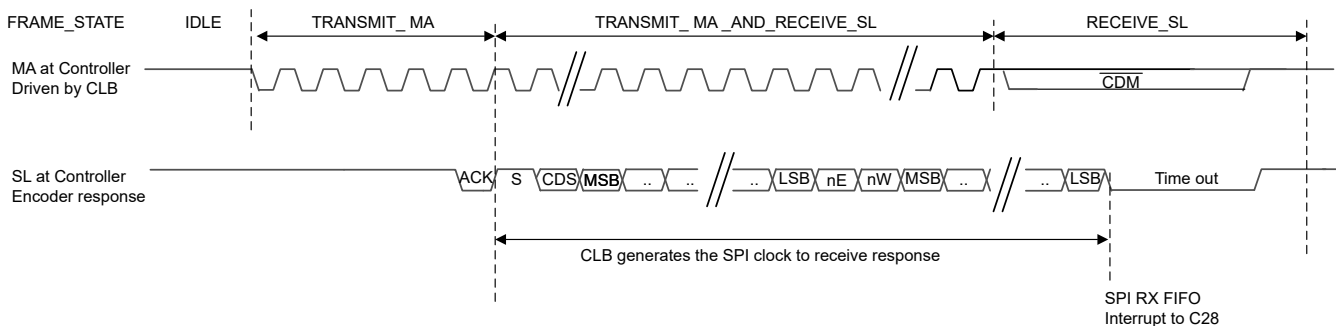 FRAME_STATE IDLE TRANSMIT_ MA TRANSMIT_ MA _AND_RECEIVE_SL RECEIVE_SL
MA at Controller
Driven by CLB
CDM
SL at Controller
Encoder response
ACK S CDS MSB .. .. .. LSB nE nW MSB .. .. LSB Time out
CLB generates the SPI clock to receive response
SPI RX FIFO
Interrupt to C28